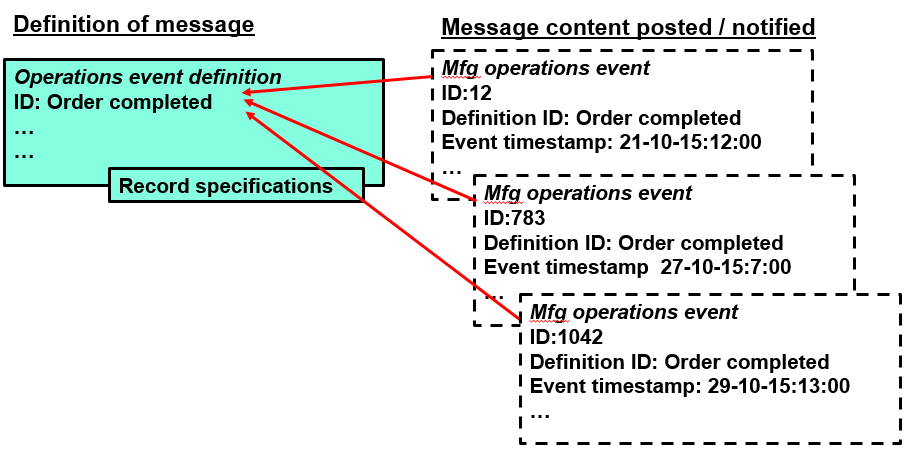 Definition of message
Operations event definition
ID: Order completed
...
...
Record specifications
Message content posted / notified
Mfg operations event
ID:12
Definition ID: Order completed
Event timestamp: 21-10-15:12:00
...
Mfg operations event
ID:783
Definition ID: Order completed
Event timestamp  27-10-15:7:00
...
Mfg operations event
ID:1042
Definition ID: Order completed
Event timestamp: 29-10-15:13:00
...